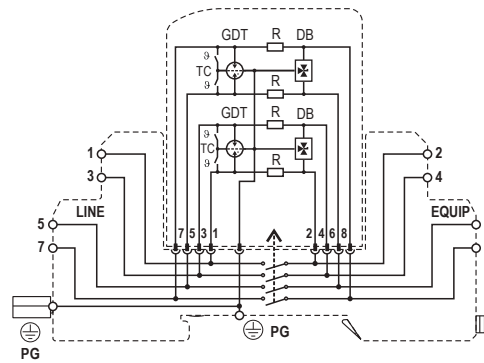 GDT R DB
ϑ
TC
ϑ
R
GDT R DB
ϑ
TC
ϑ
R
1 2
3 4
LINE EQUIP
5
7
7 5 3 1 2 4 6 8
PG
PG